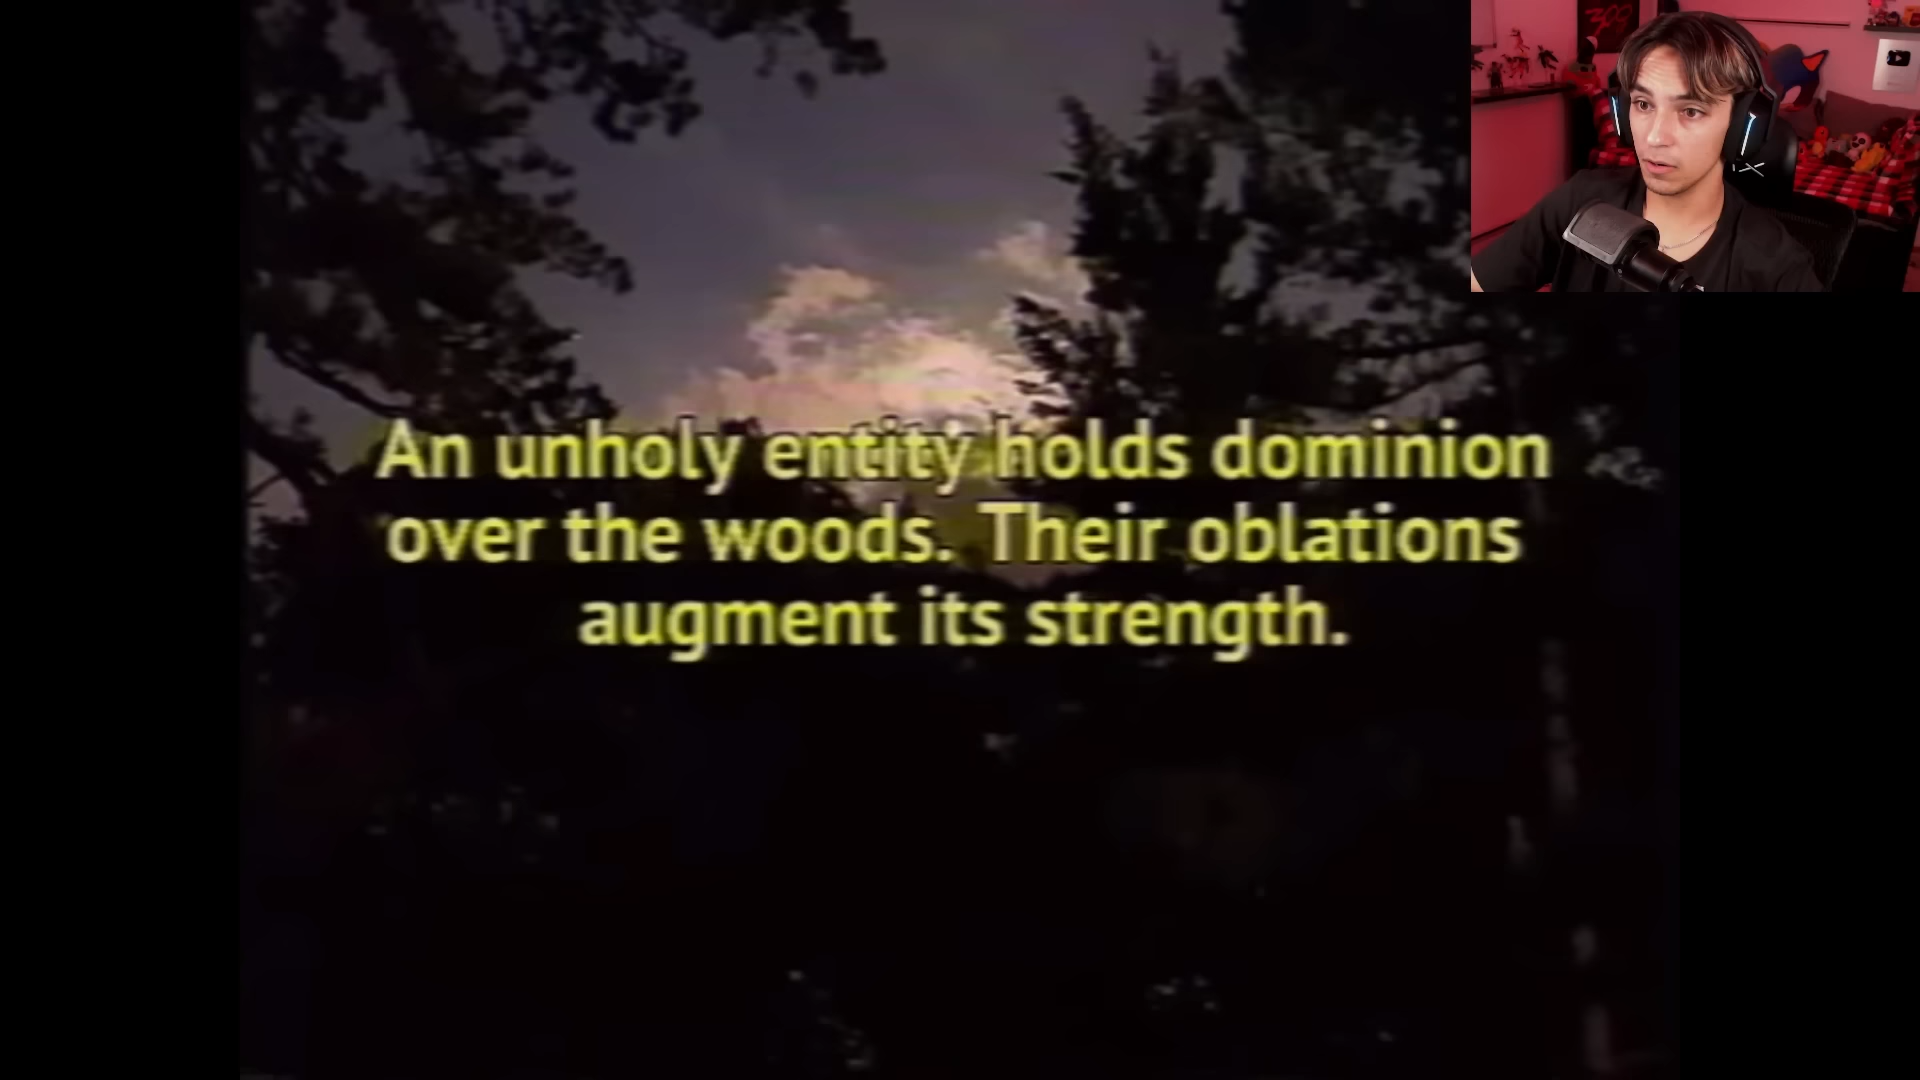 An unholy entity holds dominion
over the woods. Their oblations
augment its strength.